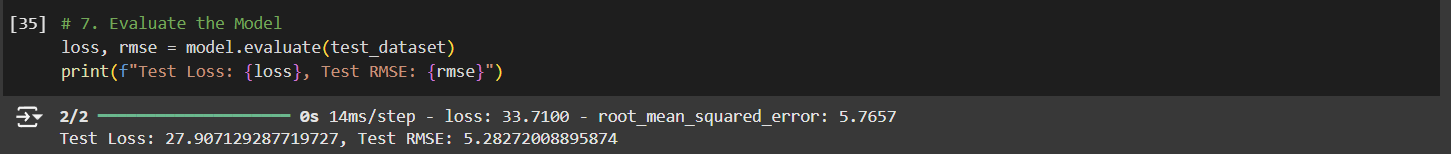 [35] # 7. Evaluate the Model
loss, rmse = model.evaluate(test_dataset)
print(f"Test Loss: {loss}, Test RMSE: {rmse}")
2/2 ━━━━━━━━━━━━━━━━━━━━ 0s 14ms/step - loss: 33.7100 - root_mean_squared_error: 5.7657
Test Loss: 27.907129287719727, Test RMSE: 5.28272008895874